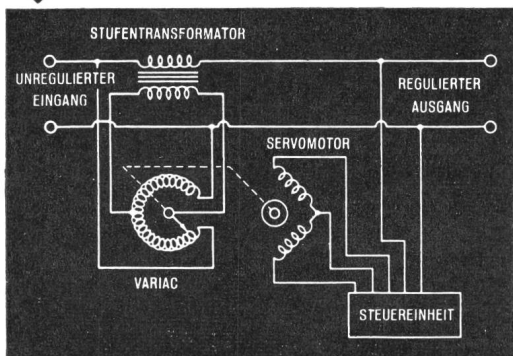 STUFENTRANSFORMATOR
UNREGULIERTER
EINGANG
REGULIERTER
AUSGANG
SERVOMOTOR
VARIAC
STEUEREINHEIT